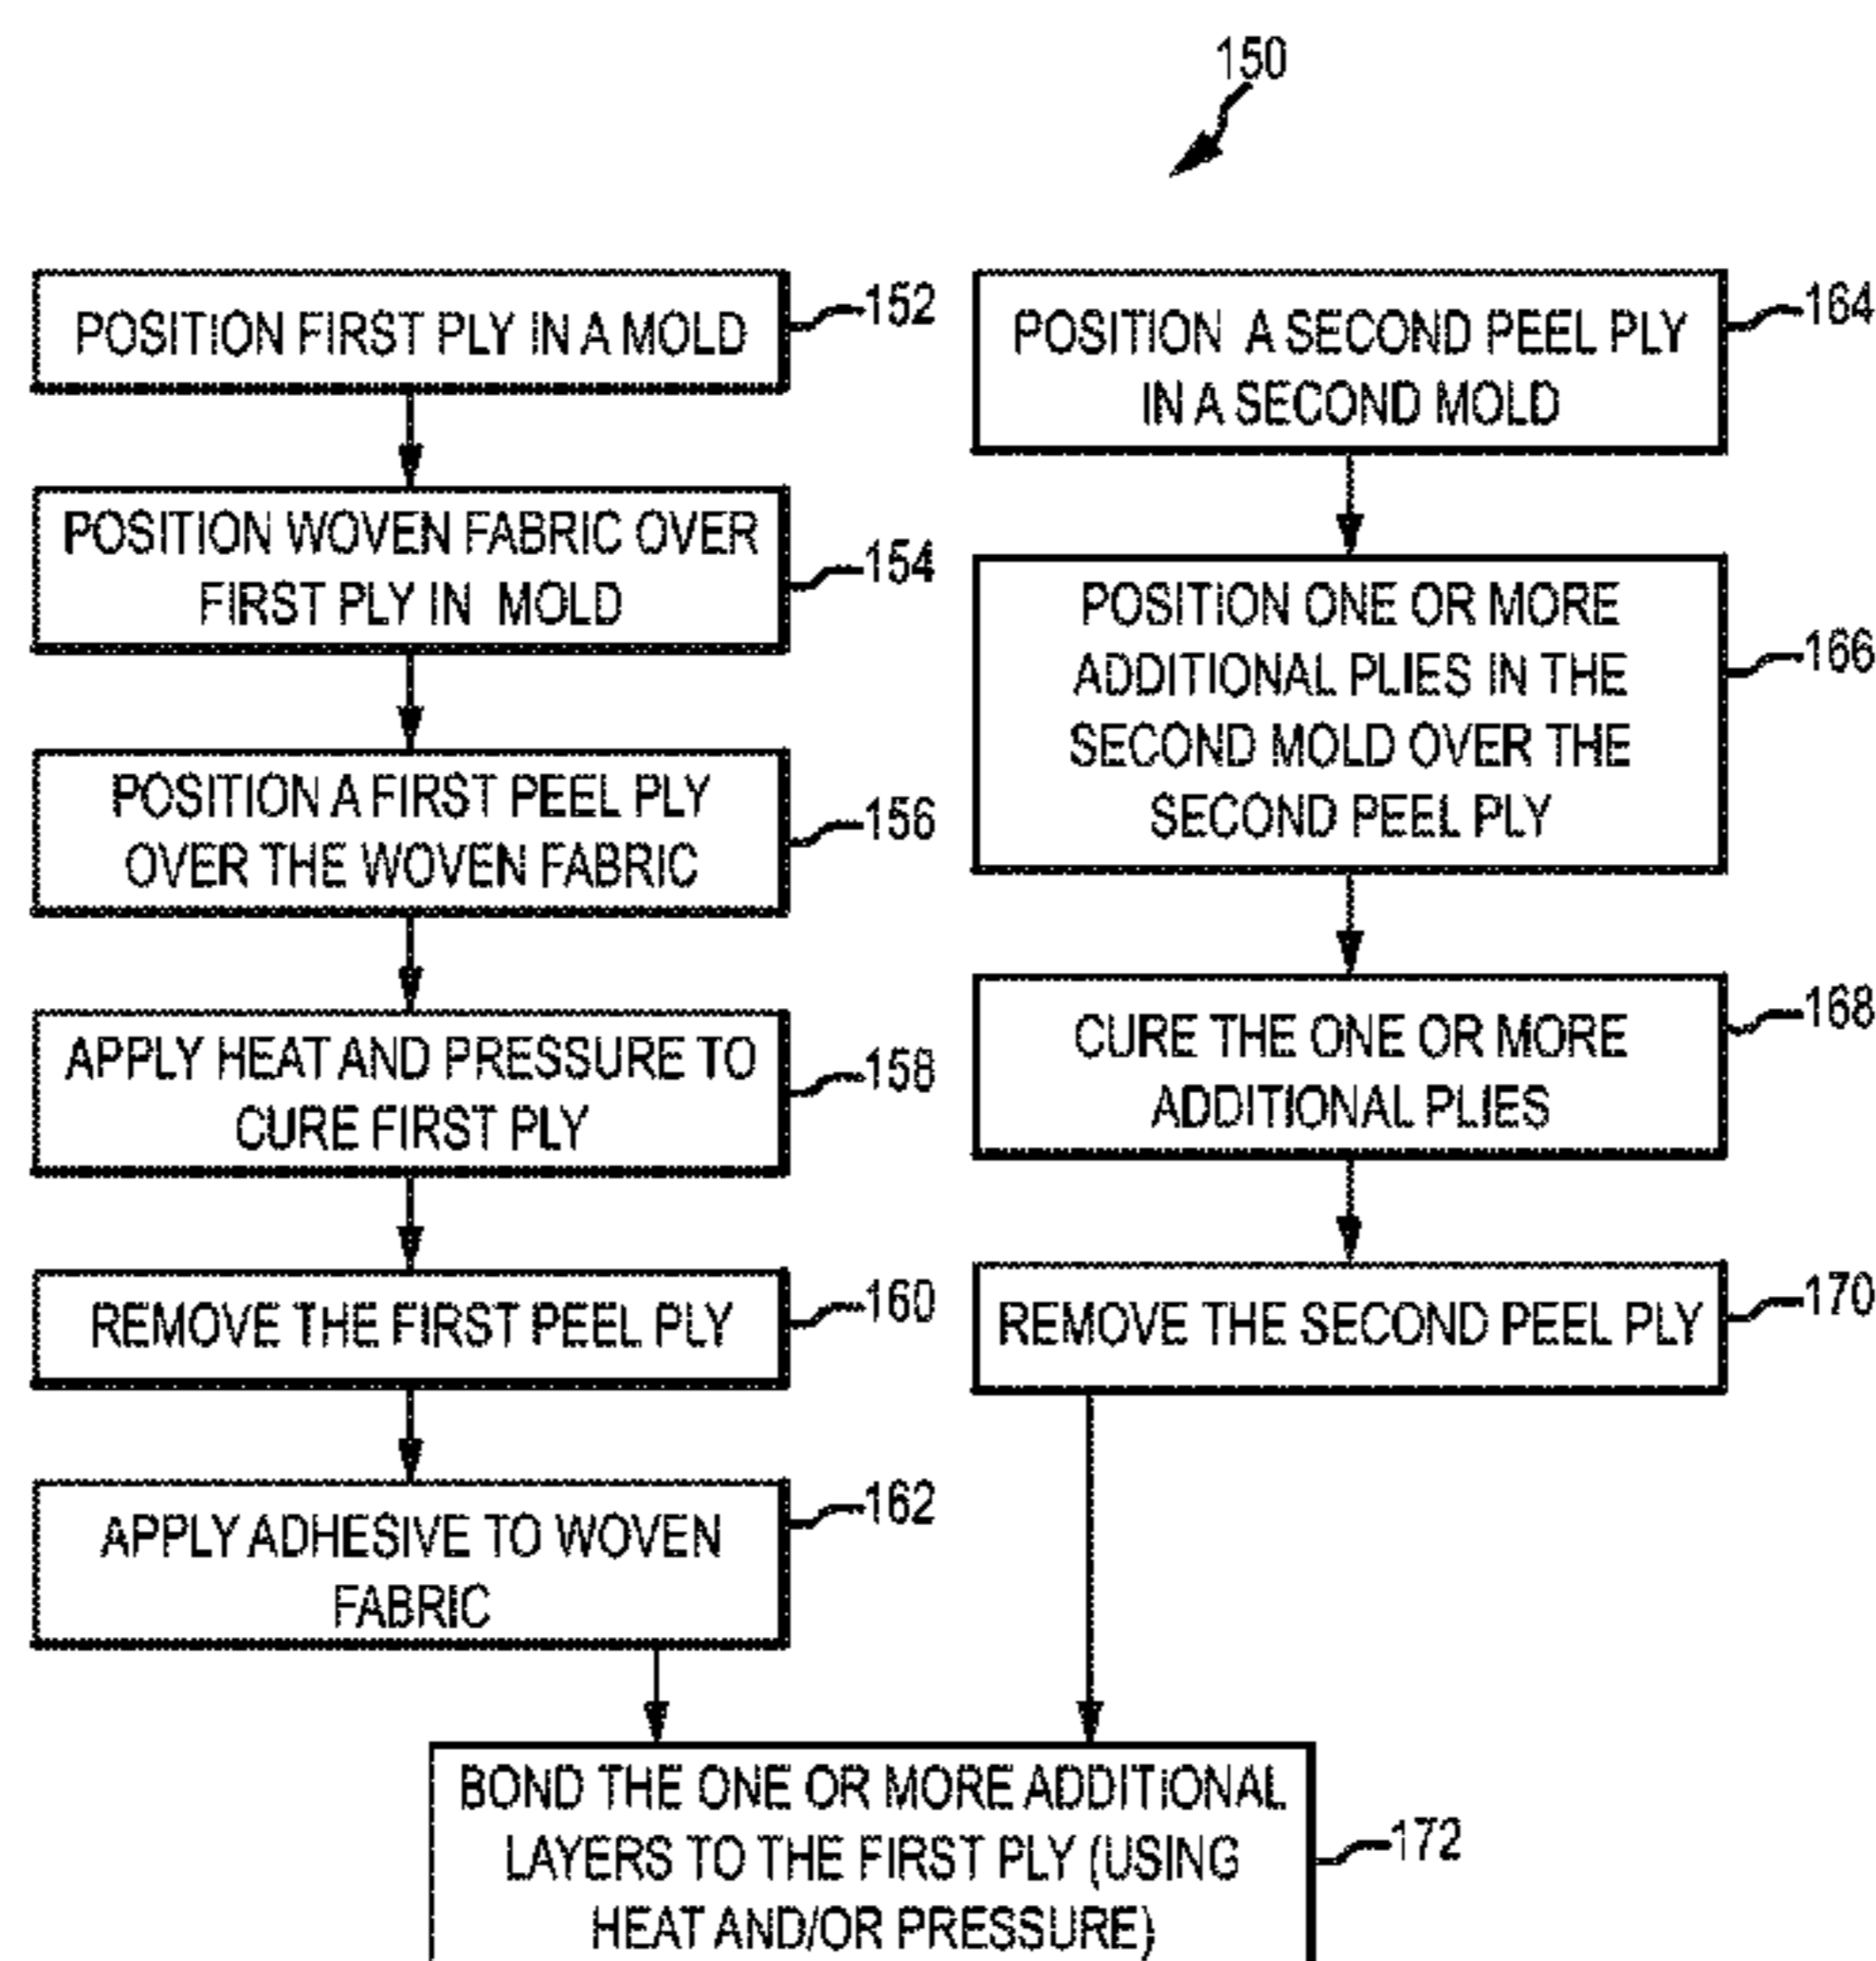 150
POSITION FIRST PLY IN A MOLD
152
POSITION WOVEN FABRIC OVER
FIRST PLY IN MOLD
154
POSITION A FIRST PEEL PLY
OVER THE WOVEN FABRIC
156
APPLY HEAT AND PRESSURE TO
CURE FIRST PLY
158
REMOVE THE FIRST PEEL PLY
160
APPLY ADHESIVE TO WOVEN
FABRIC
162
POSITION A SECOND PEEL PLY
IN A SECOND MOLD
164
POSITION ONE OR MORE
ADDITIONAL PLIES IN THE
SECOND MOLD OVER THE
SECOND PEEL PLY
166
CURE THE ONE OR MORE
ADDITIONAL PLIES
168
REMOVE THE SECOND PEEL PLY
170
BOND THE ONE OR MORE ADDITIONAL
LAYERS TO THE FIRST PLY (USING
HEAT AND/OR PRESSURE)
172